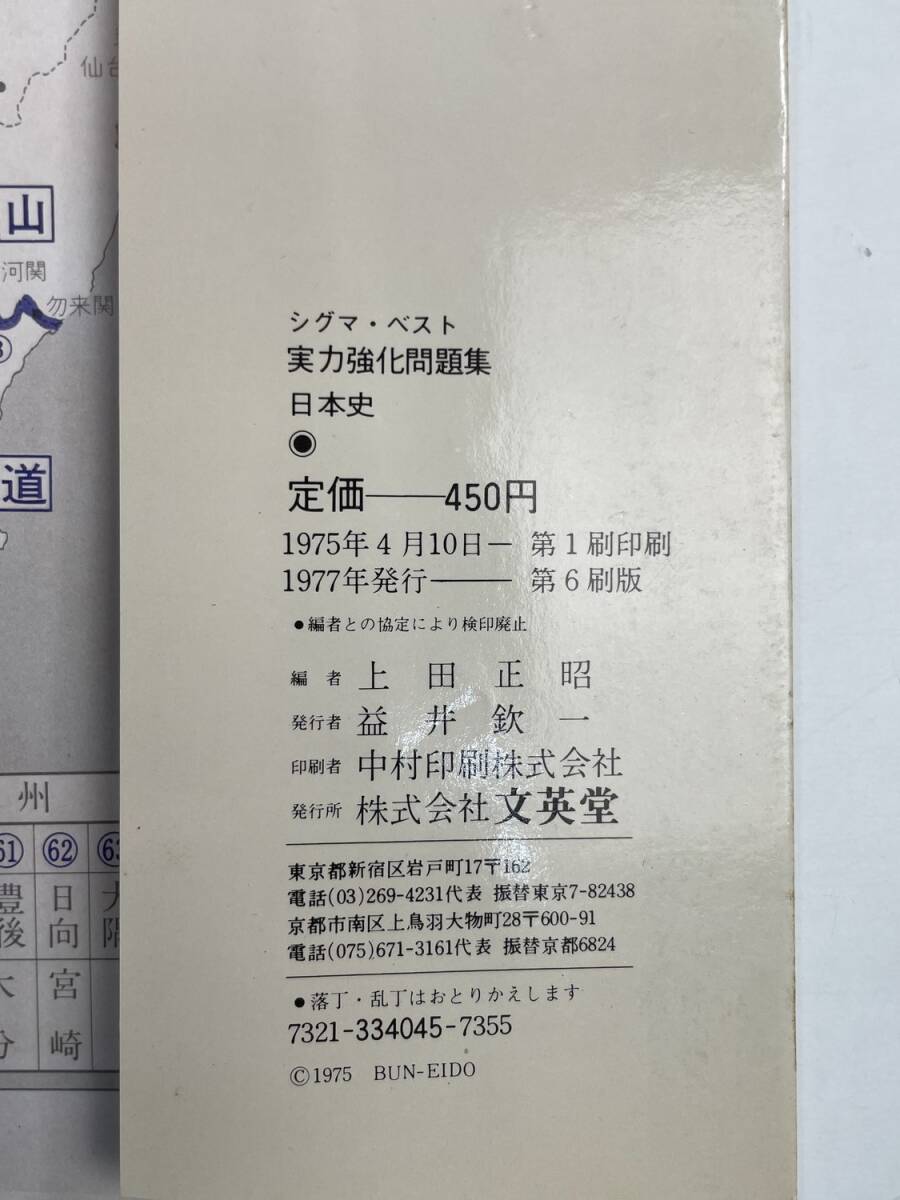 仙台
山
河関
勿来関
道
州
61 62 63
豊後
日向
大隅
大分
宮崎
シグマ・ベスト
実力強化問題集
日本史
◉
定価——450円
1975年4月10日— 第1刷印刷
1977年発行—— 第6刷版
●編者との協定により検印廃止
編者 上田正昭
発行者 益井欽一
印刷者 中村印刷株式会社
発行所 株式会社文英堂
東京都新宿区岩戸町17〒162
電話(03)269-4231代表 振替東京7-82438
京都市南区上鳥羽大物町28〒600-91
電話(075)671-3161代表 振替京都6824
●落丁・乱丁はおとりかえします
7321-334045-7355
©1975 BUN-EIDO